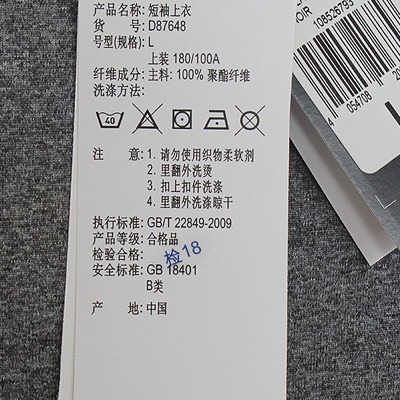 产品名称: 短袖上衣
货 号: D87648
号型(规格): L
上装 180/100A
纤维成分: 主料: 100% 聚酯纤维
洗涤方法:
40
注 意: 1. 请勿使用织物柔软剂
2. 里翻外洗烫
3. 扣上扣件洗涤
4. 里翻外洗涤晾干
执行标准: GB/T 22849-2009
产品等级: 合格品
检验合格: 检18
安全标准: GB 18401
B类
产 地: 中国
108526793
NOIR
4 054708